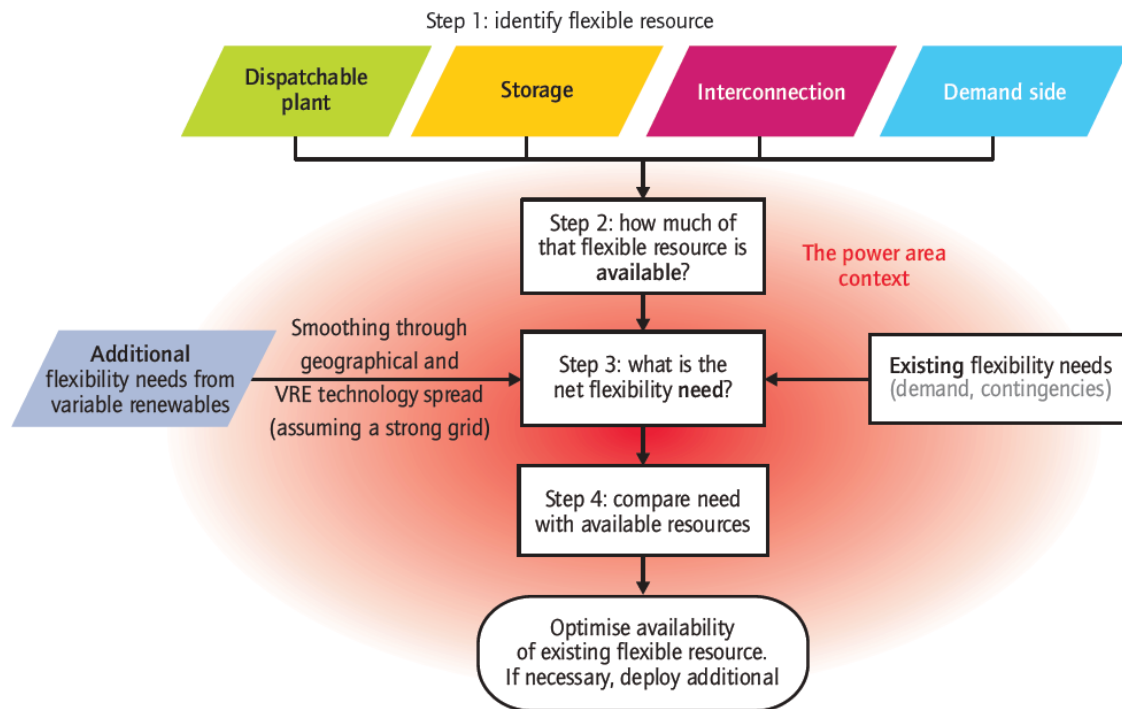 Step 1: identify flexible resource
Dispatchable
plant
Storage
Interconnection
Demand side
Step 2: how much of
that flexible resource is
available?
The power area
context
Additional
flexibility needs from
variable renewables
Smoothing through
geographical and
VRE technology spread
(assuming a strong grid)
Step 3: what is the
net flexibility need?
Existing flexibility needs
(demand, contingencies)
Step 4: compare need
with available resources
Optimise availability
of existing flexible resource.
If necessary, deploy additional